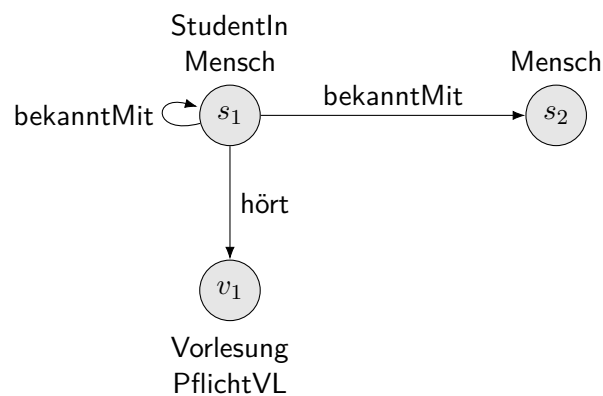 StudentIn
Mensch
Mensch
bekanntMit
bekanntMit
s₁
s₂
hört
v₁
Vorlesung
PflichtVL